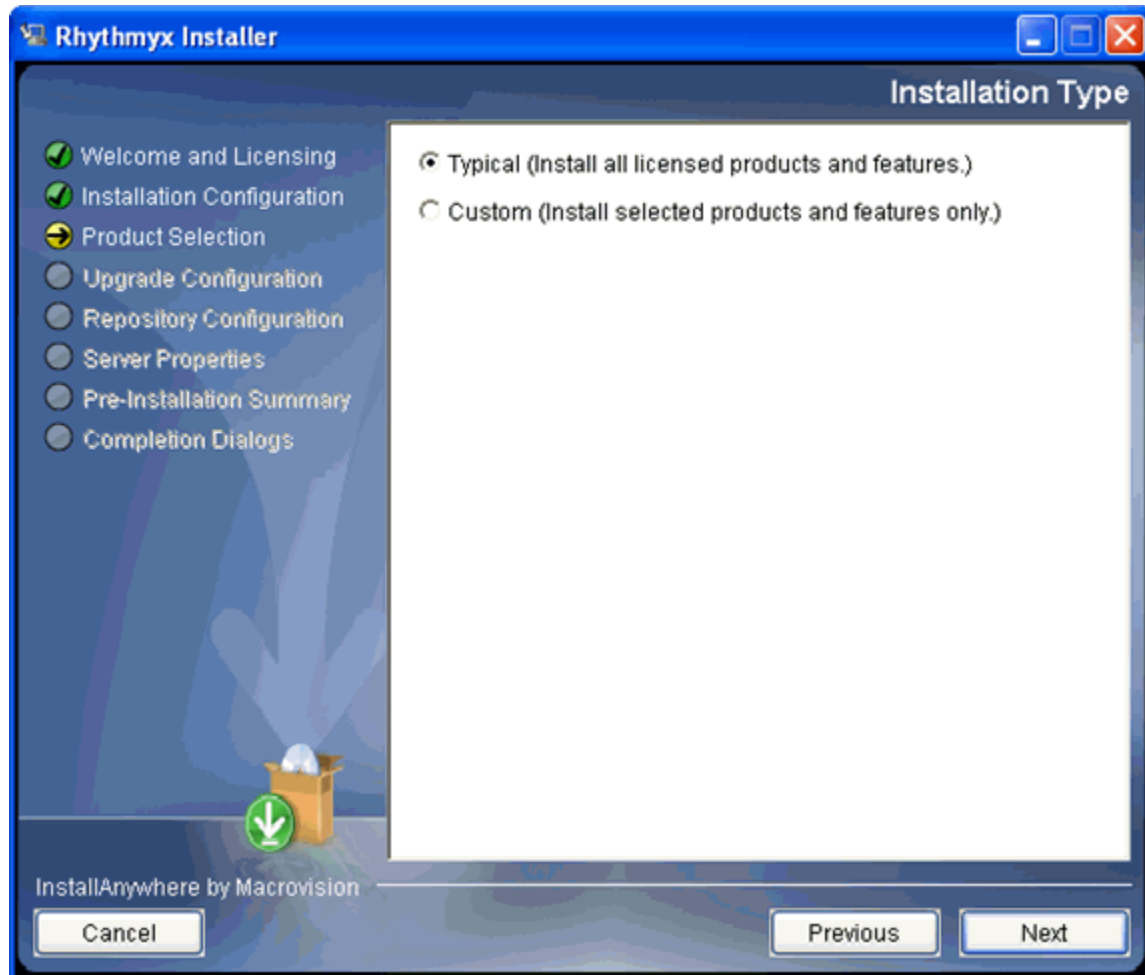 Rhythmyx Installer
Installation Type
Welcome and Licensing
Installation Configuration
Product Selection
Upgrade Configuration
Repository Configuration
Server Properties
Pre-Installation Summary
Completion Dialogs
Typical (Install all licensed products and features.)
Custom (Install selected products and features only.)
InstallAnywhere by Macrovision
Cancel
Previous
Next